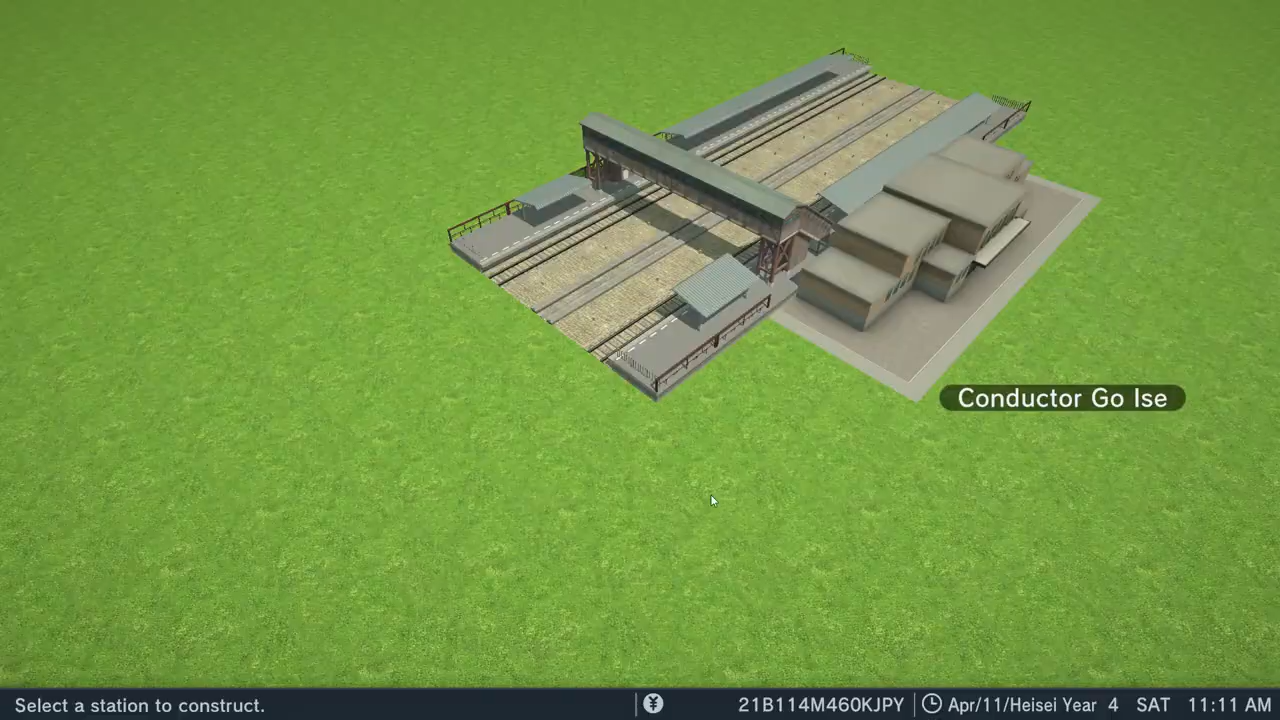 Conductor Go Ise
Select a station to construct.
21B114M460KJPY
Apr/11/Heisei Year 4 SAT 11:11 AM